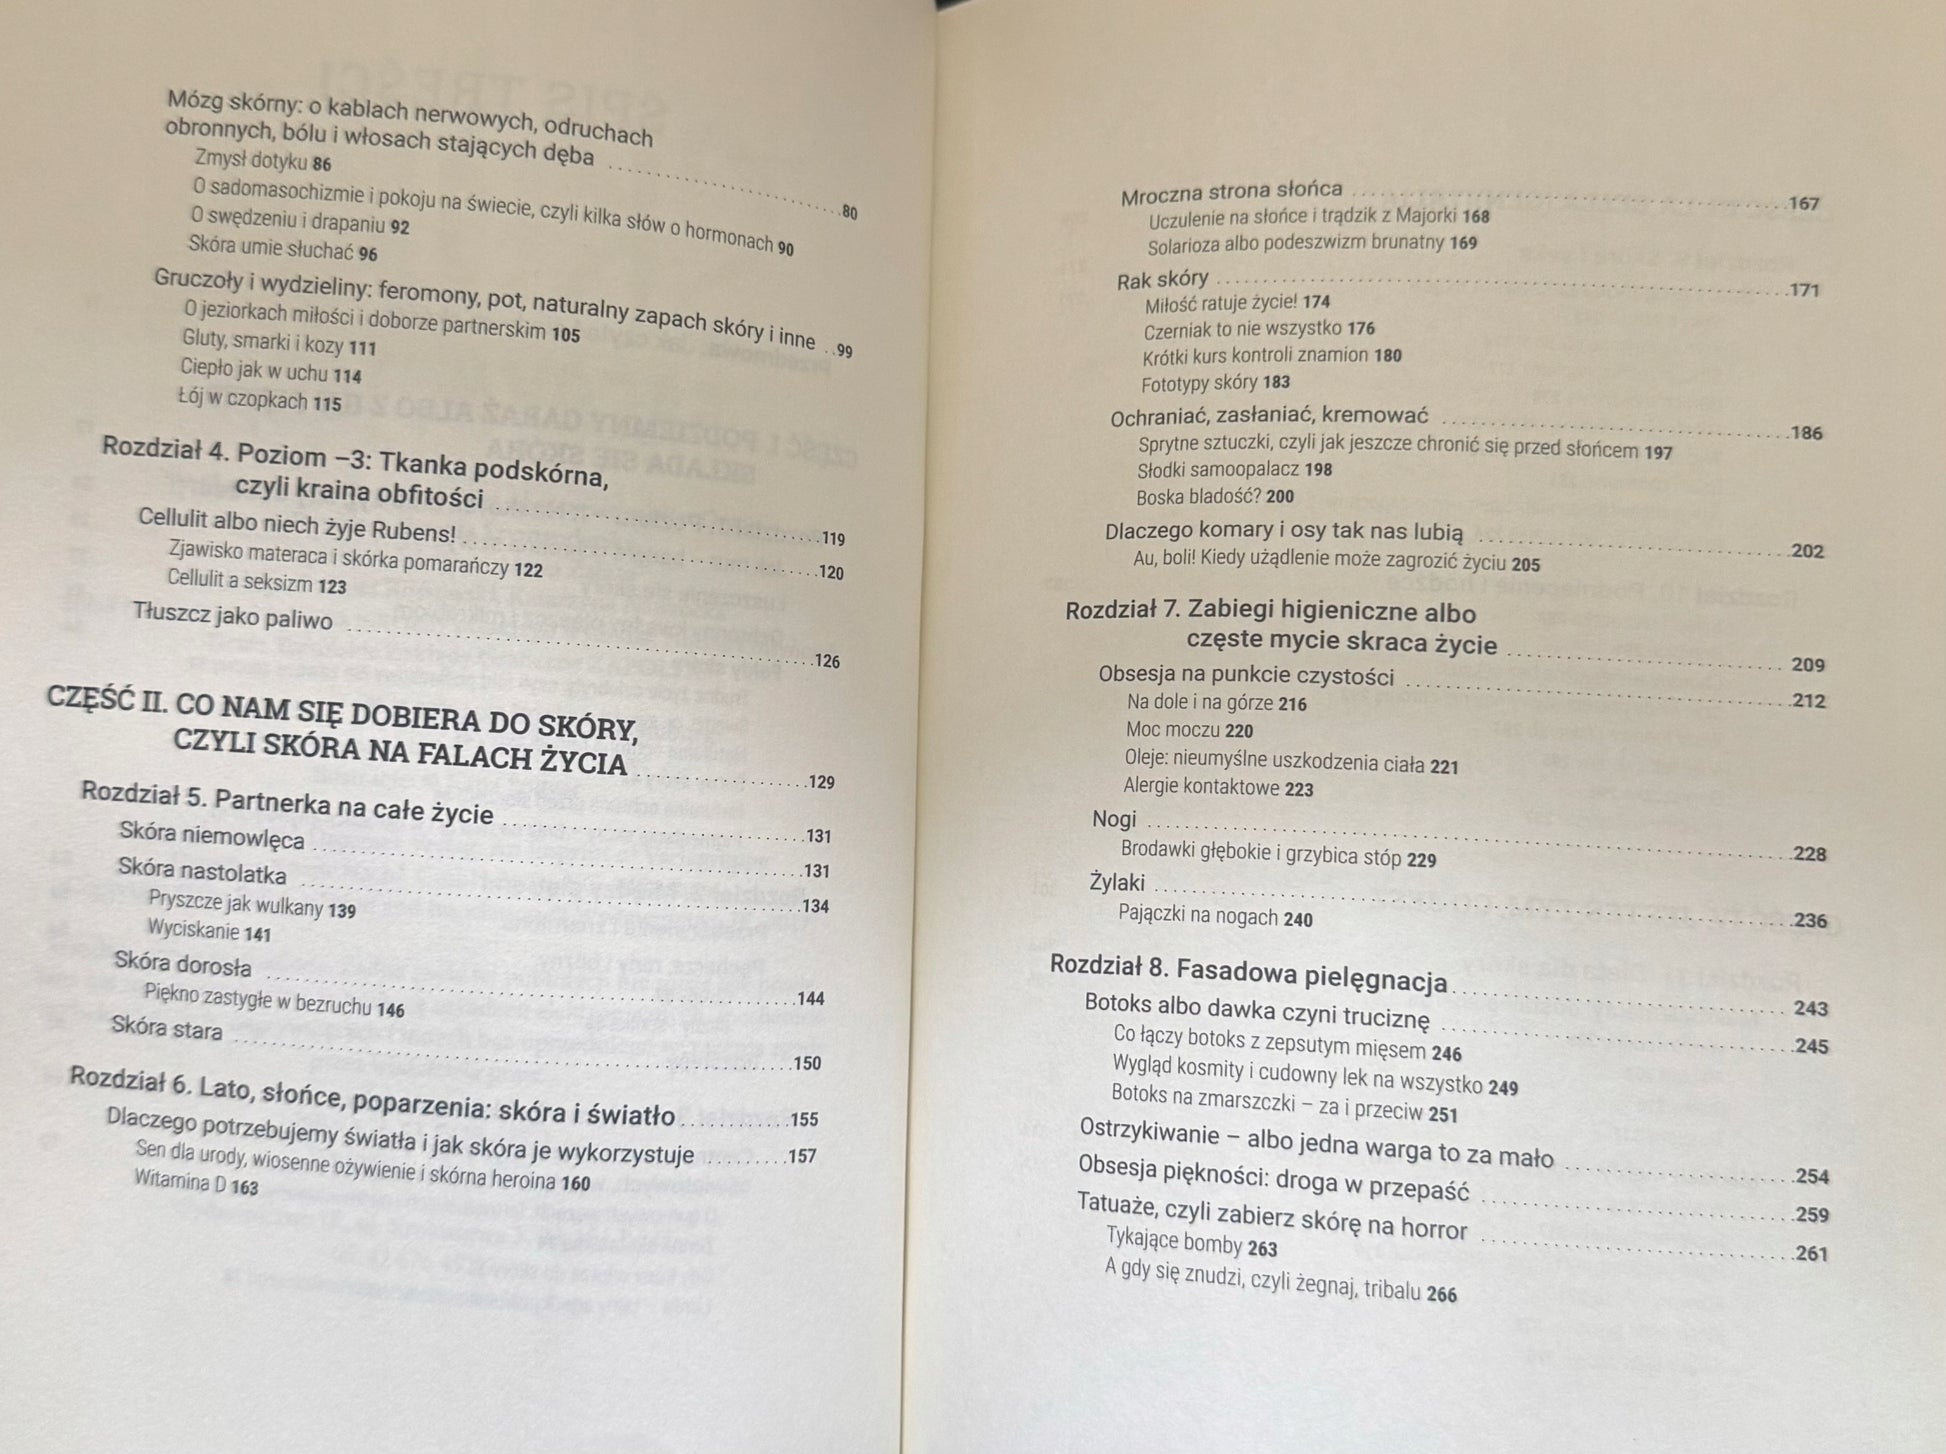 Mózg skórny: o kablach nerwowych, odruchach
obronnych, bólu i włosach stających dęba ........ 80
Zmysł dotyku 86
O sadomasochizmie i pokoju na świecie, czyli kilka słów o hormonach 90
O swędzeniu i drapaniu 92
Skóra umie słuchać 96
Gruczoły i wydzieliny: feromony, pot, naturalny zapach skóry i inne .. 99
O jeziorkach miłości i doborze partnerskim 105
Gluty, smarki i kozy 111
Ciepło jak w uchu 114
Łój w czopkach 115
Rozdział 4. Poziom –3: Tkanka podskórna,
czyli kraina obfitości ........ 119
Cellulit albo niech żyje Rubens! ........ 120
Zjawisko materaca i skórka pomarańczy 122
Cellulit a seksizm 123
Tłuszcz jako paliwo ........ 126
CZĘŚĆ II. CO NAM SIĘ DOBIERA DO SKÓRY,
CZYLI SKÓRA NA FALACH ŻYCIA ........ 129
Rozdział 5. Partnerka na całe życie ........ 131
Skóra niemowlęca ........ 131
Skóra nastolatka ........ 134
Pryszcze jak wulkany 139
Wyciskanie 141
Skóra dorosła ........ 144
Piękno zastygłe w bezruchu 146
Skóra stara ........ 150
Rozdział 6. Lato, słońce, poparzenia: skóra i światło ........ 155
Dlaczego potrzebujemy światła i jak skóra je wykorzystuje ........ 157
Sen dla urody, wiosenne ożywienie i skórna heroina 160
Witamina D 163
Mroczna strona słońca ........ 167
Uczulenie na słońce i trądzik z Majorki 168
Solarioza albo podeszwizm brunatny 169
Rak skóry ........ 171
Miłość ratuje życie! 174
Czerniak to nie wszystko 176
Krótki kurs kontroli znamion 180
Fototypy skóry 183
Ochraniać, zasłaniać, kremować ........ 186
Sprytne sztuczki, czyli jak jeszcze chronić się przed słońcem 197
Słodki samoopalacz 198
Boska bladość? 200
Dlaczego komary i osy tak nas lubią ........ 202
Au, boli! Kiedy użądlenie może zagrozić życiu 205
Rozdział 7. Zabiegi higieniczne albo
częste mycie skraca życie ........ 209
Obsesja na punkcie czystości ........ 212
Na dole i na górze 216
Moc moczu 220
Oleje: nieumyślne uszkodzenia ciała 221
Alergie kontaktowe 223
Nogi ........ 228
Brodawki głębokie i grzybica stóp 229
Żylaki ........ 236
Pajączki na nogach 240
Rozdział 8. Fasadowa pielęgnacja ........ 243
Botoks albo dawka czyni truciznę ........ 245
Co łączy botoks z zepsutym mięsem 246
Wygląd kosmity i cudowny lek na wszystko 249
Botoks na zmarszczki – za i przeciw 251
Ostrzykiwanie – albo jedna warga to za mało ........ 254
Obsesja piękności: droga w przepaść ........ 259
Tatuaże, czyli zabierz skórę na horror ........ 261
Tykające bomby 263
A gdy się znudzi, czyli żegnaj, tribalu 266